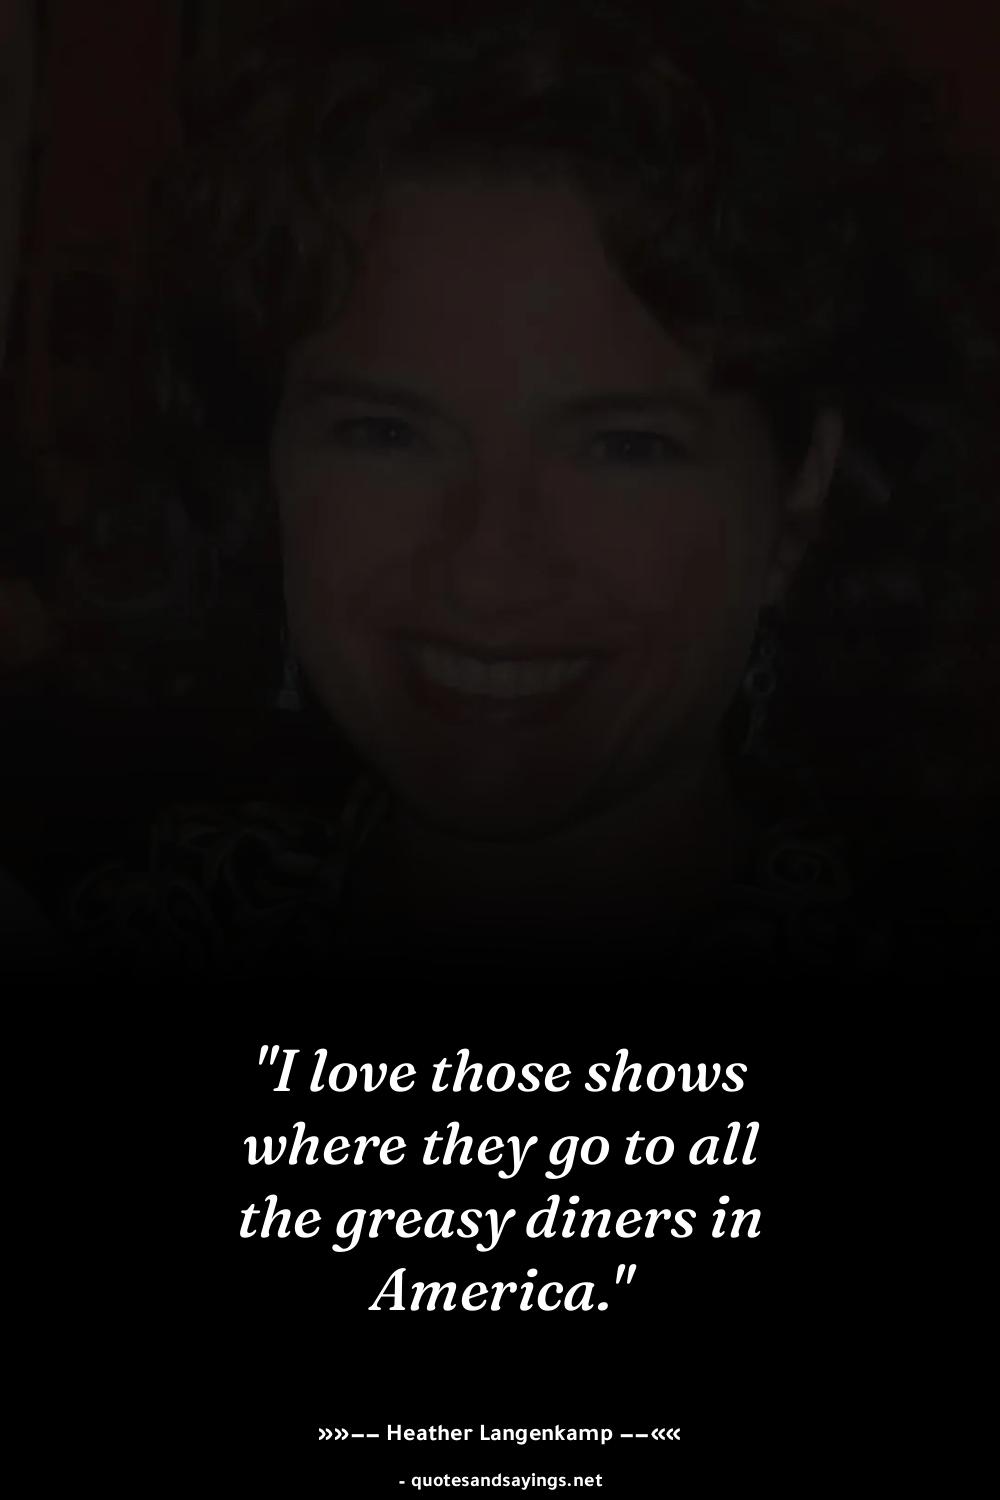 "I love those shows
where they go to all
the greasy diners in
America."
»»–– Heather Langenkamp ––««
- quotesandsayings.net